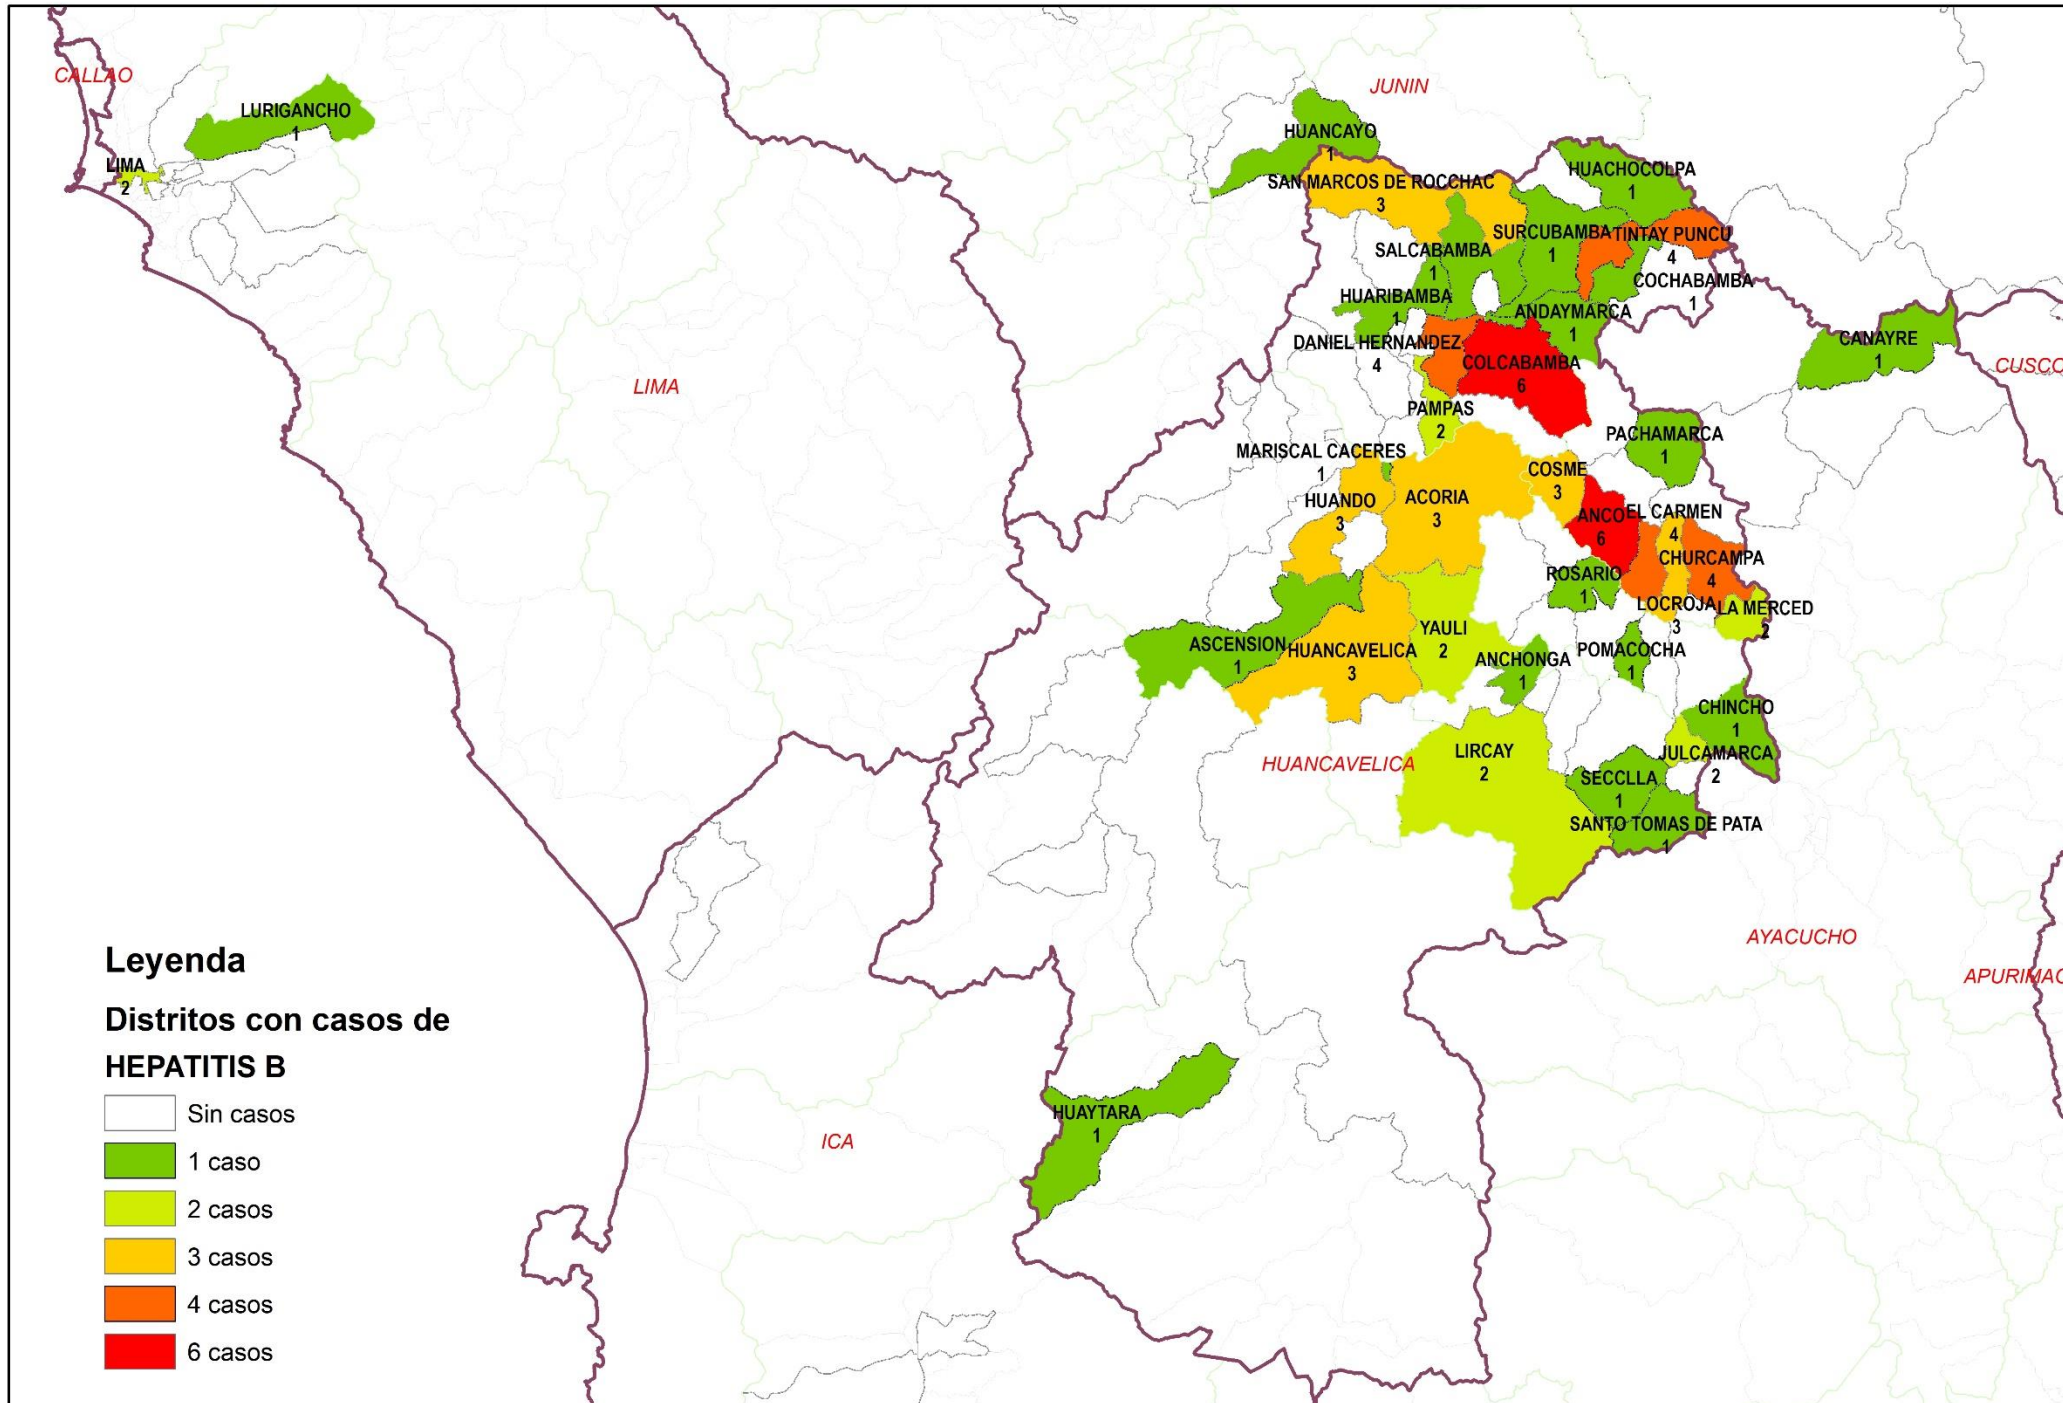 CALLAO
LURIGANCHO
1
LIMA
2
LIMA
JUNIN
HUANCAYO
1
SAN MARCOS DE ROCCHAC
3
HUACHOCOLPA
1
SURCUBAMBA
1
TINTAY PUNCU
4
SALCABAMBA
1
COCHABAMBA
1
HUARIBAMBA
1
ANDAYMARCA
1
DANIEL HERNANDEZ
4
COLCABAMBA
6
CANAYRE
1
CUSCO
PAMPAS
2
PACHAMARCA
1
MARISCAL CACERES
1
COSME
3
HUANDO
3
ACORIA
3
ANCO
6
EL CARMEN
4
CHURCAMPA
4
ROSARIO
1
LOCROJA
3
LA MERCED
2
ASCENSION
1
HUANCAVELICA
3
YAULI
2
ANCHONGA
1
POMACOCHA
1
CHINCHO
1
HUANCAVELICA
LIRCAY
2
JULCAMARCA
2
SECCLLA
1
SANTO TOMAS DE PATA
1
AYACUCHO
APURIMAC
HUAYTARA
1
ICA
Leyenda
Distritos con casos de
HEPATITIS B
Sin casos
1 caso
2 casos
3 casos
4 casos
6 casos